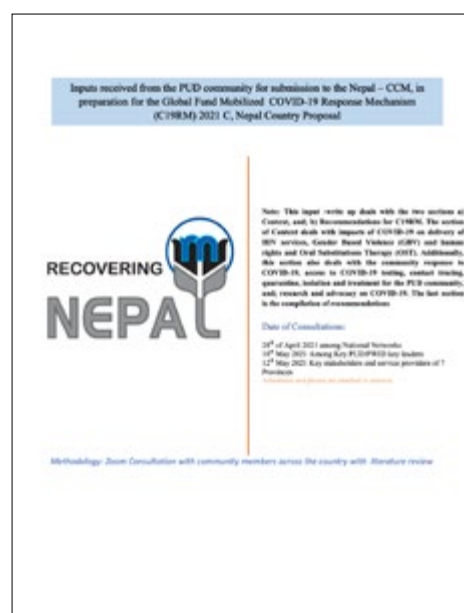 Inputs received from the PUD community for submission to the Nepal – CCM, in
preparation for the Global Fund Mobilized COVID-19 Response Mechanism
(C19RM) 2021 C, Nepal Country Proposal
RECOVERING
NEPAL
Note: This input -write up deals with the two sections a)
Context, and; b) Recommendations for C19RM. The section
of Context deals with impacts of COVID-19 on delivery of
HIV services, Gender Based Violence (GBV) and human
rights and Oral Substitutions Therapy (OST). Additionally,
this section also deals with the community response to
COVID-19, access to COVID-19 testing, contact tracing,
quarantine, isolation and treatment for the PUD community,
and; research and advocacy on COVID-19. The last section
is the compilation of recommendations
Date of Consultations:
28th of April 2021 among National Networks
10th May 2021 Among Key PUD/PWID key leaders
12th May 2021 Key stakeholders and service providers of 7
Provinces
are attached in annexes
Methodology: Zoom Consultation with community members across the country with literature review